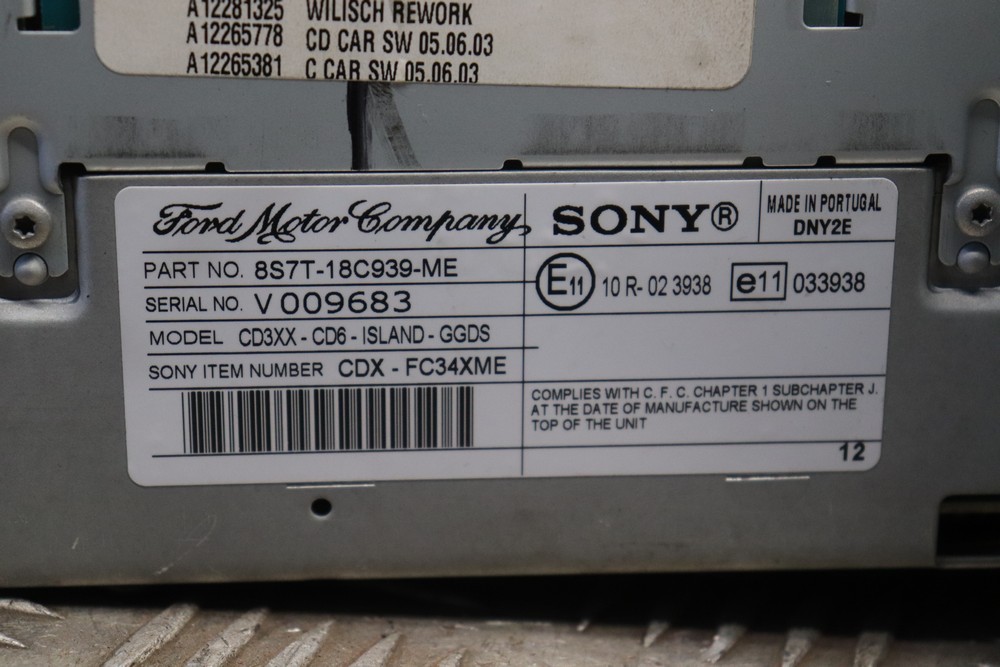 A12281325 WILISCH REWORK
A12265778 CD CAR SW 05.06.03
A12265381 C CAR SW 05.06.03
Ford Motor Company,
SONY®
MADE IN PORTUGAL
DNY2E
PART NO. 8S7T-18C939-ME
SERIAL NO. V009683
MODEL CD3XX - CD6 - ISLAND - GGDS
SONY ITEM NUMBER CDX - FC34XME
E11 10 R- 02 3938 e11 033938
COMPLIES WITH C. F. C. CHAPTER 1 SUBCHAPTER J.
AT THE DATE OF MANUFACTURE SHOWN ON THE
TOP OF THE UNIT
12